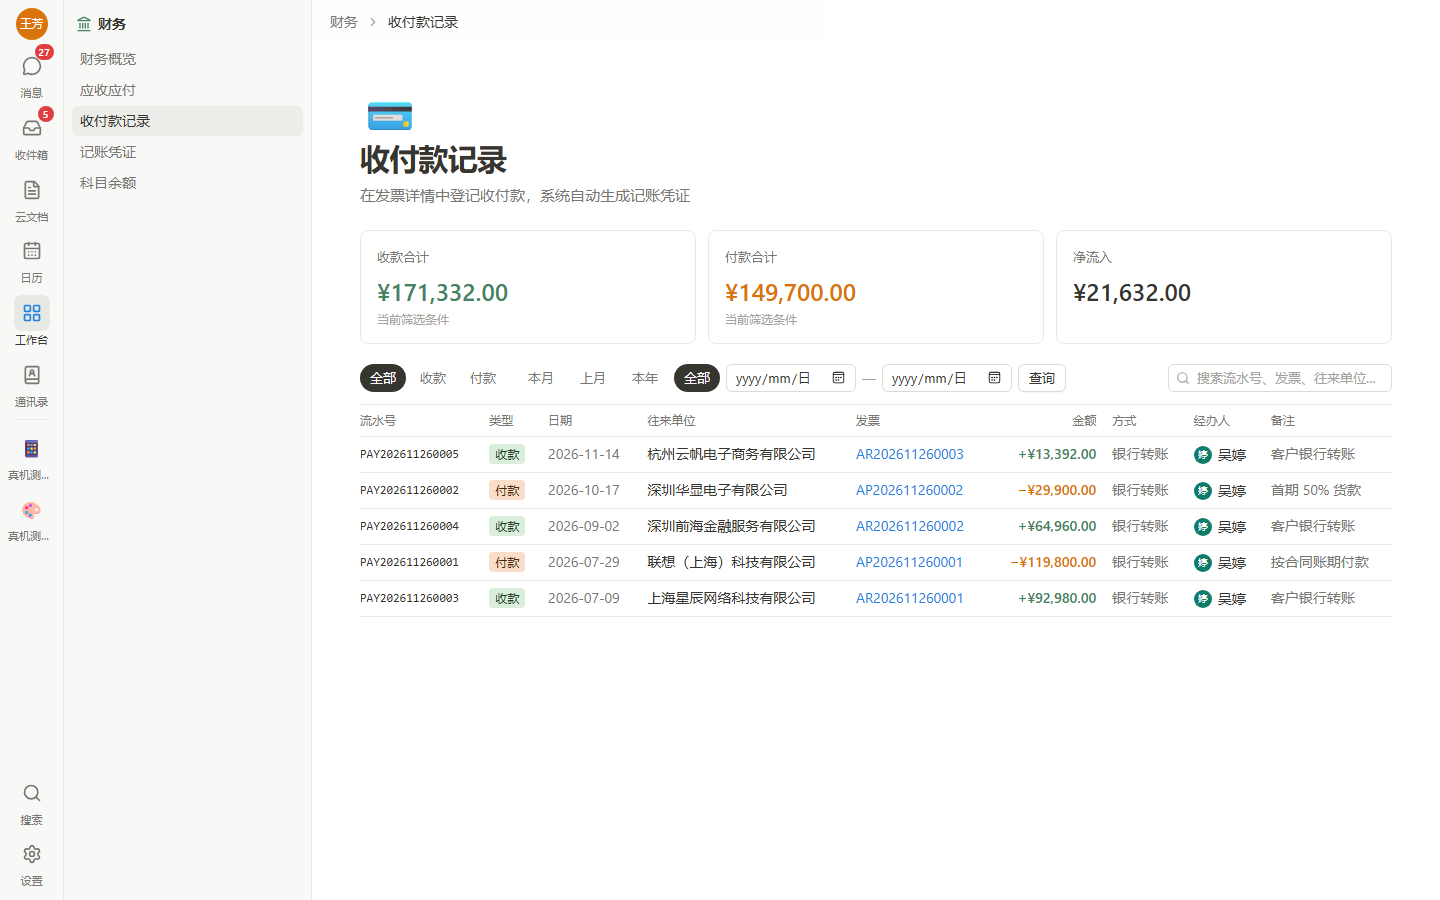 王芳
27
消息
5
收件箱
云文档
日历
工作台
通讯录
真机测...
真机测...
搜索
设置
财务
财务概览
应收应付
收付款记录
记账凭证
科目余额
财务 > 收付款记录
收付款记录
在发票详情中登记收付款，系统自动生成记账凭证
收款合计
¥171,332.00
当前筛选条件
付款合计
¥149,700.00
当前筛选条件
净流入
¥21,632.00
全部 收款 付款 本月 上月 本年 全部 yyyy/mm/日 — yyyy/mm/日 查询 搜索流水号、发票、往来单位...
流水号 类型 日期 往来单位 发票 金额 方式 经办人 备注
PAY202611260005 收款 2026-11-14 杭州云帆电子商务有限公司 AR202611260003 +¥13,392.00 银行转账 婷 吴婷 客户银行转账
PAY202611260002 付款 2026-10-17 深圳华显电子有限公司 AP202611260002 −¥29,900.00 银行转账 婷 吴婷 首期 50% 货款
PAY202611260004 收款 2026-09-02 深圳前海金融服务有限公司 AR202611260002 +¥64,960.00 银行转账 婷 吴婷 客户银行转账
PAY202611260001 付款 2026-07-29 联想（上海）科技有限公司 AP202611260001 −¥119,800.00 银行转账 婷 吴婷 按合同账期付款
PAY202611260003 收款 2026-07-09 上海星辰网络科技有限公司 AR202611260001 +¥92,980.00 银行转账 婷 吴婷 客户银行转账